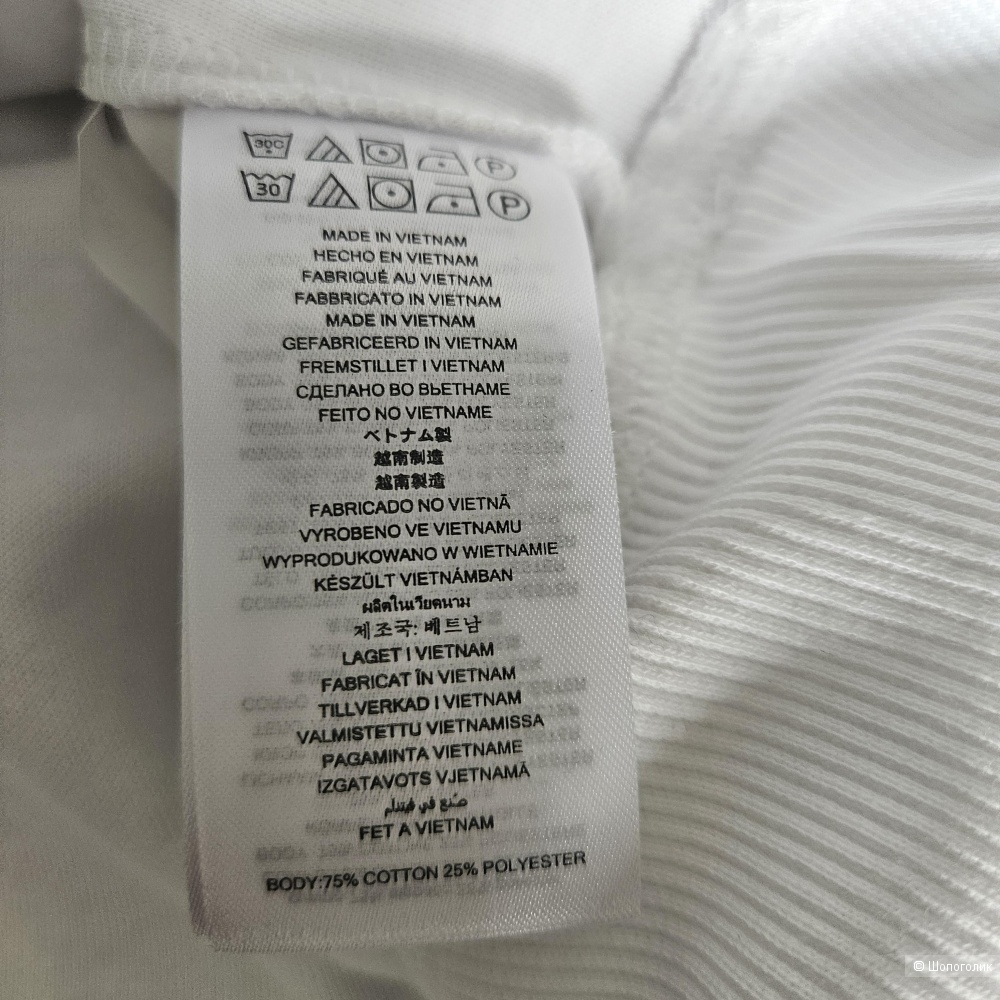 30C
P
30
P
MADE IN VIETNAM
HECHO EN VIETNAM
FABRIQUÉ AU VIETNAM
FABBRICATO IN VIETNAM
MADE IN VIETNAM
GEFABRICEERD IN VIETNAM
FREMSTILLET I VIETNAM
СДЕЛАНО ВО ВЬЕТНАМЕ
FEITO NO VIETNAME
ベトナム製
越南制造
越南製造
FABRICADO NO VIETNÃ
VYROBENO VE VIETNAMU
WYPRODUKOWANO W WIETNAMIE
KÉSZÜLT VIETNÁMBAN
ผลิตในเวียดนาม
제조국: 베트남
LAGET I VIETNAM
FABRICAT ÎN VIETNAM
TILLVERKAD I VIETNAM
VALMISTETTU VIETNAMISSA
PAGAMINTA VIETNAME
IZGATAVOTS VJETNAMĀ
صنع في فيتنام
FET A VIETNAM
BODY:75% COTTON 25% POLYESTER
© Шопоголик